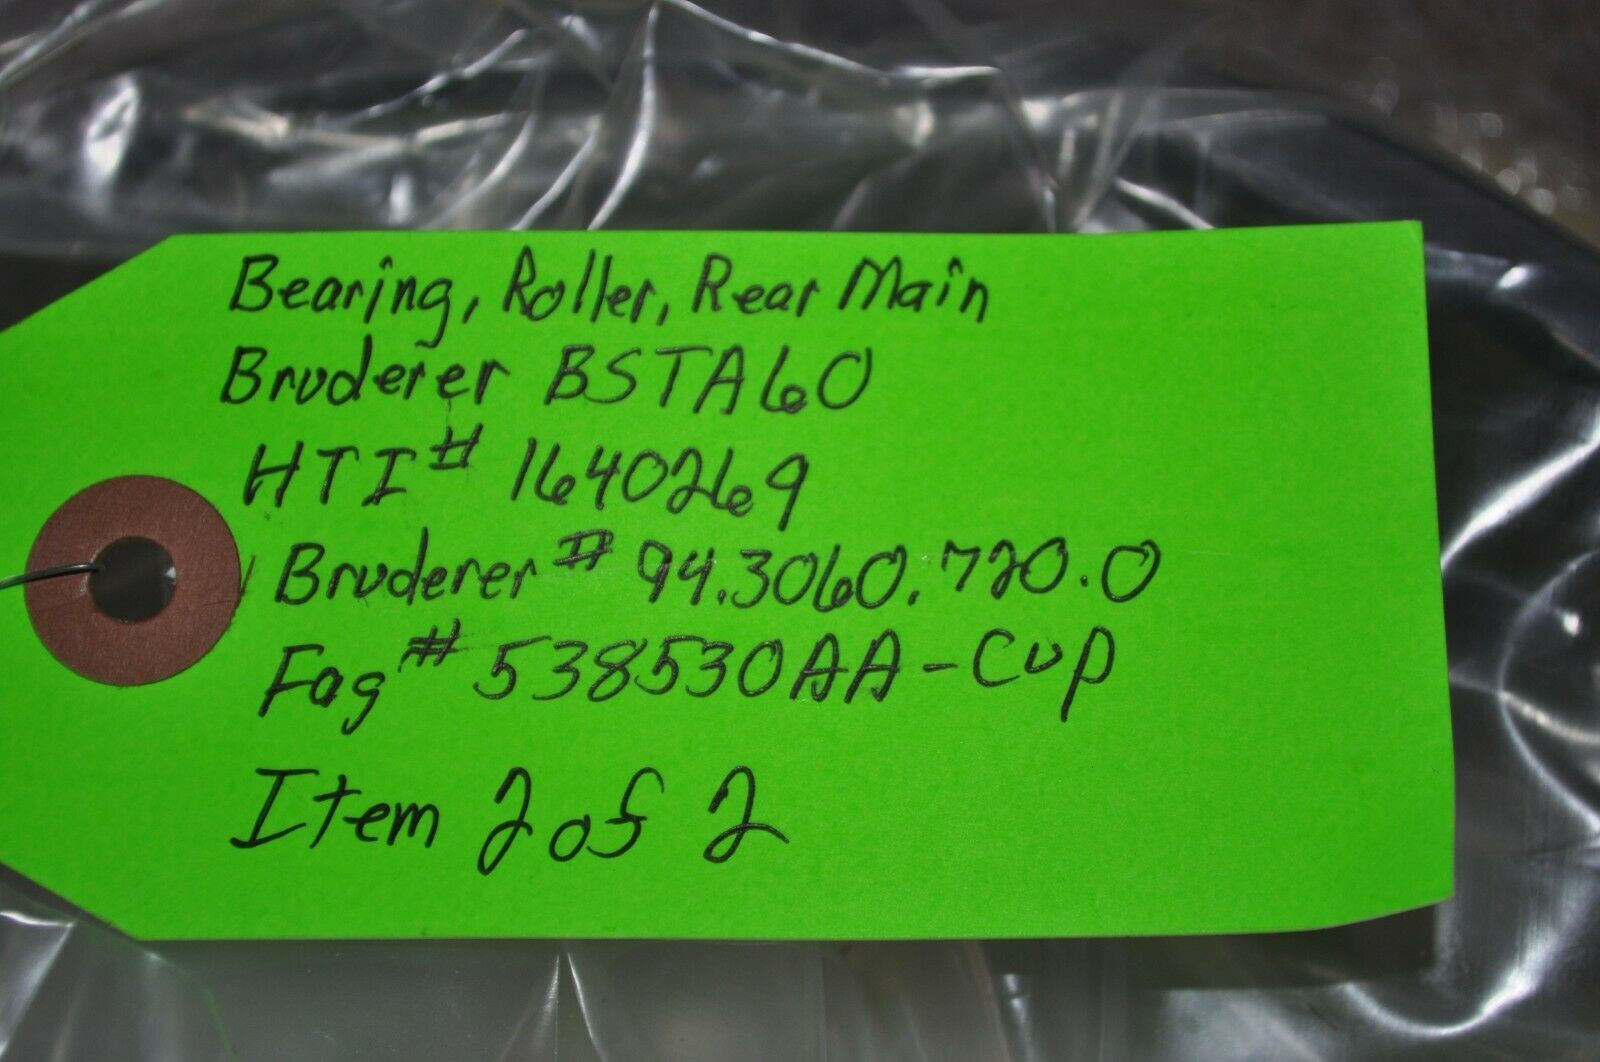 Bearing, Roller, Rear Main
Bruderer BSTA60
HTI# 1640269
Bruderer# 94.3060.720.0
Fag# 538530AA-Cup
Item 2 of 2